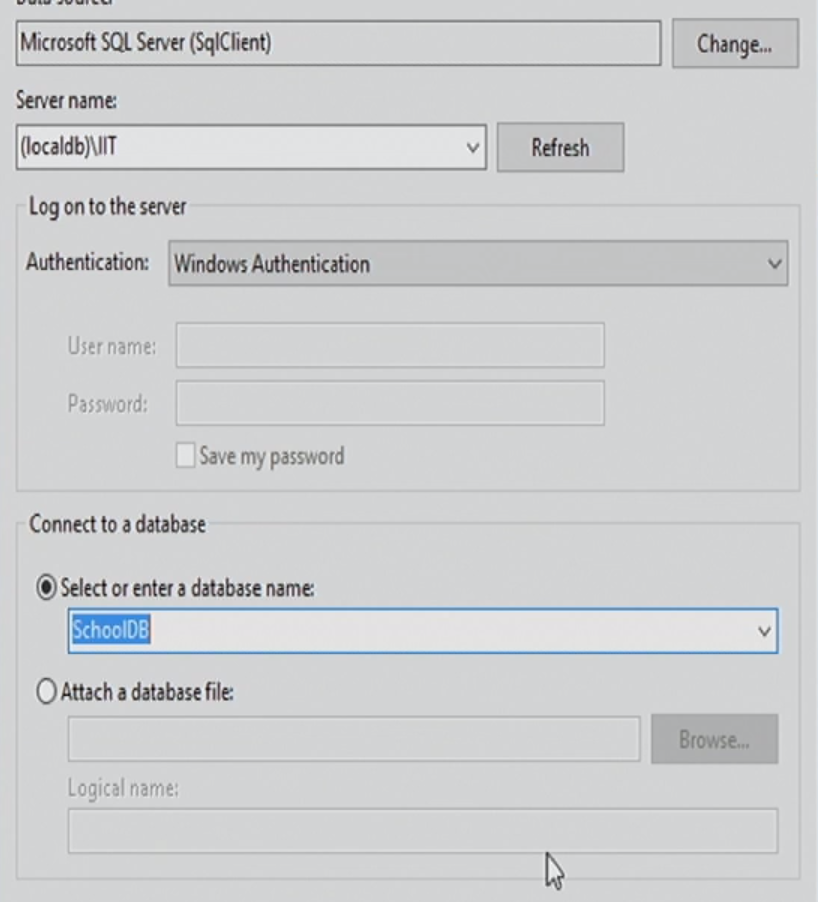 Data source:
Microsoft SQL Server (SqlClient)
Change...
Server name:
(localdb)\IIT
Refresh
Log on to the server
Authentication:
Windows Authentication
User name:
Password:
Save my password
Connect to a database
Select or enter a database name:
SchoolDB
Attach a database file:
Browse...
Logical name: